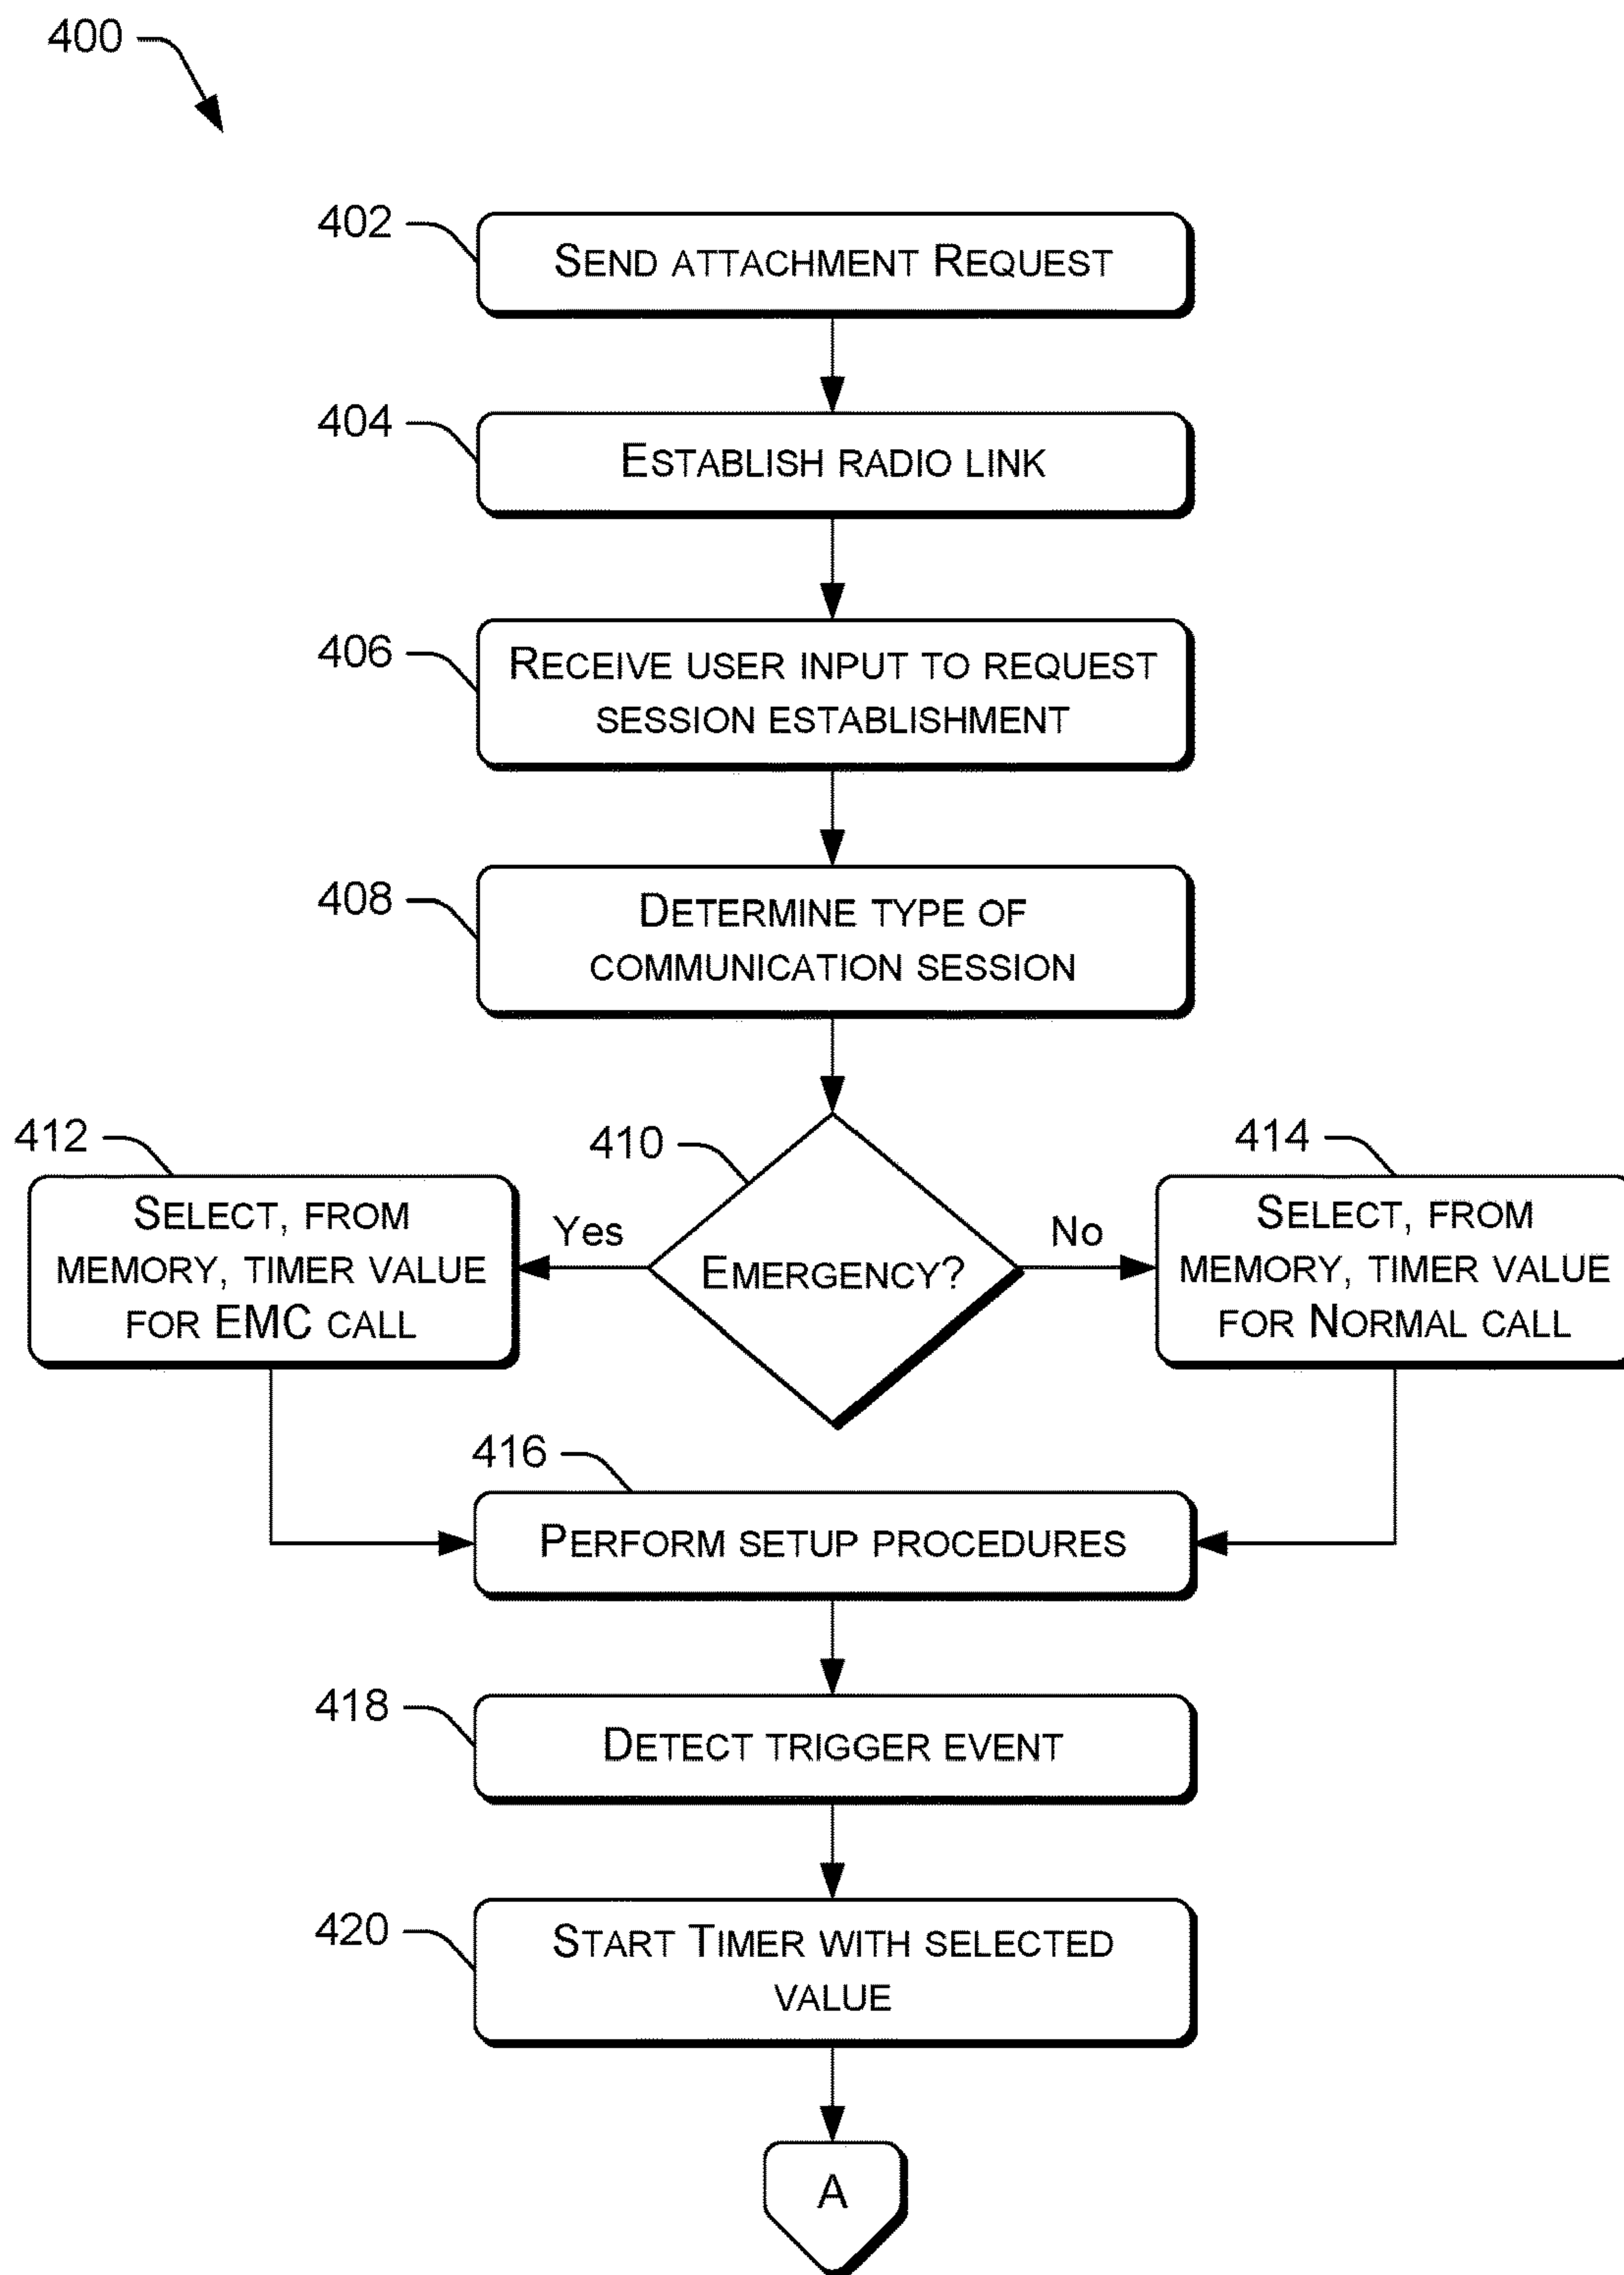 400
402
SEND ATTACHMENT REQUEST
404
ESTABLISH RADIO LINK
406
RECEIVE USER INPUT TO REQUEST
SESSION ESTABLISHMENT
408
DETERMINE TYPE OF
COMMUNICATION SESSION
410
EMERGENCY?
Yes
No
412
SELECT, FROM
MEMORY, TIMER VALUE
FOR EMC CALL
414
SELECT, FROM
MEMORY, TIMER VALUE
FOR NORMAL CALL
416
PERFORM SETUP PROCEDURES
418
DETECT TRIGGER EVENT
420
START TIMER WITH SELECTED
VALUE
A